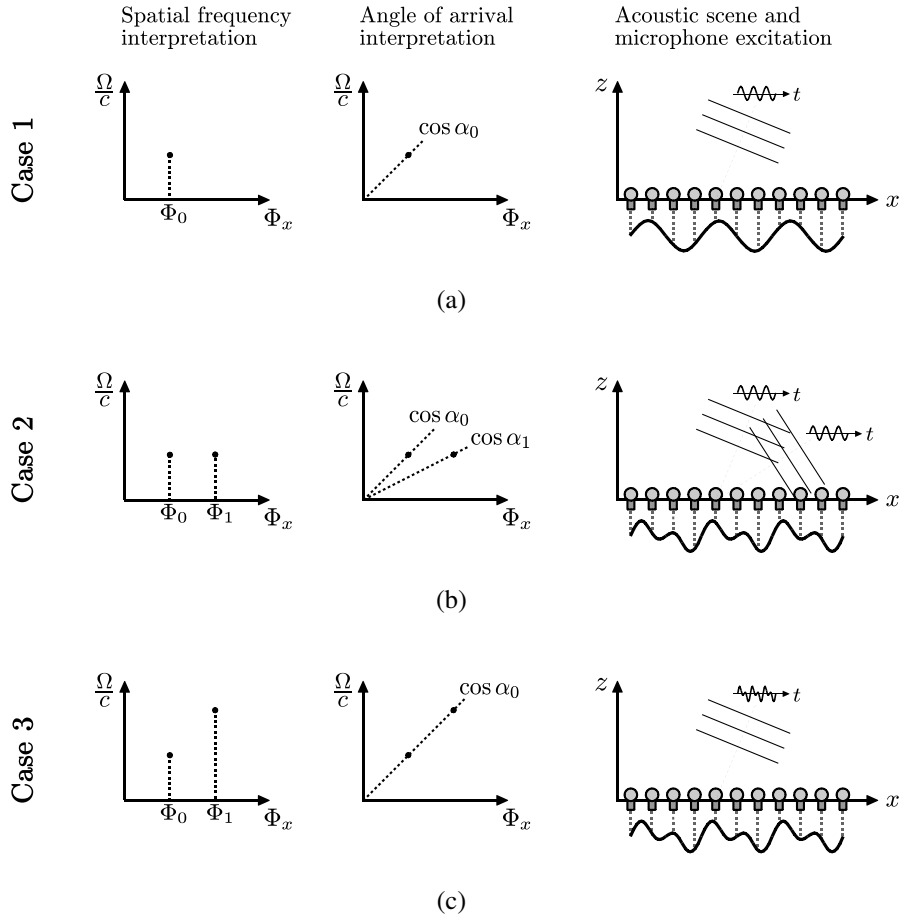 Spatial frequency
interpretation
Angle of arrival
interpretation
Acoustic scene and
microphone excitation
Case 1
Ω/c
Φ₀
Φₓ
Ω/c
cos α₀
Φₓ
z
t
x
(a)
Case 2
Ω/c
Φ₀ Φ₁
Φₓ
Ω/c
cos α₀
cos α₁
Φₓ
z
t
t
x
(b)
Case 3
Ω/c
Φ₀ Φ₁
Φₓ
Ω/c
cos α₀
Φₓ
z
t
x
(c)